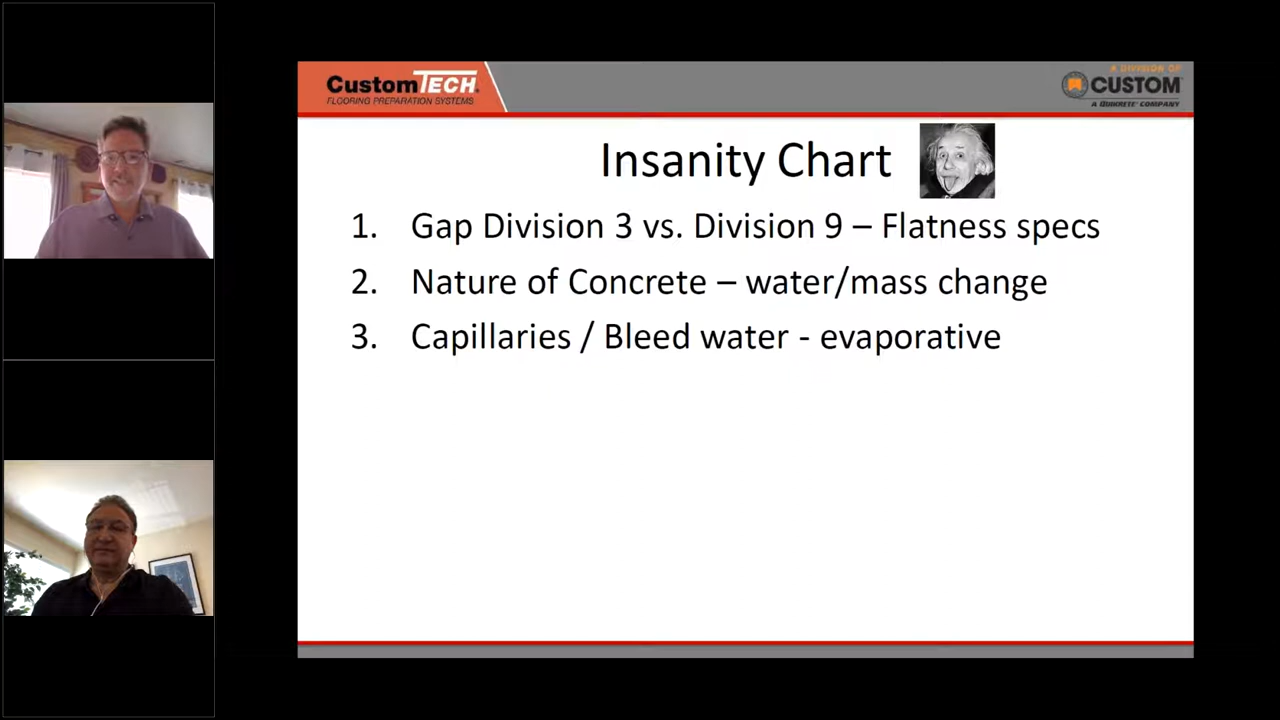 CustomTECH®
FLOORING PREPARATION SYSTEMS
A DIVISION OF
CUSTOM
A QUIKRETE® COMPANY
Insanity Chart
1. Gap Division 3 vs. Division 9 – Flatness specs
2. Nature of Concrete – water/mass change
3. Capillaries / Bleed water - evaporative